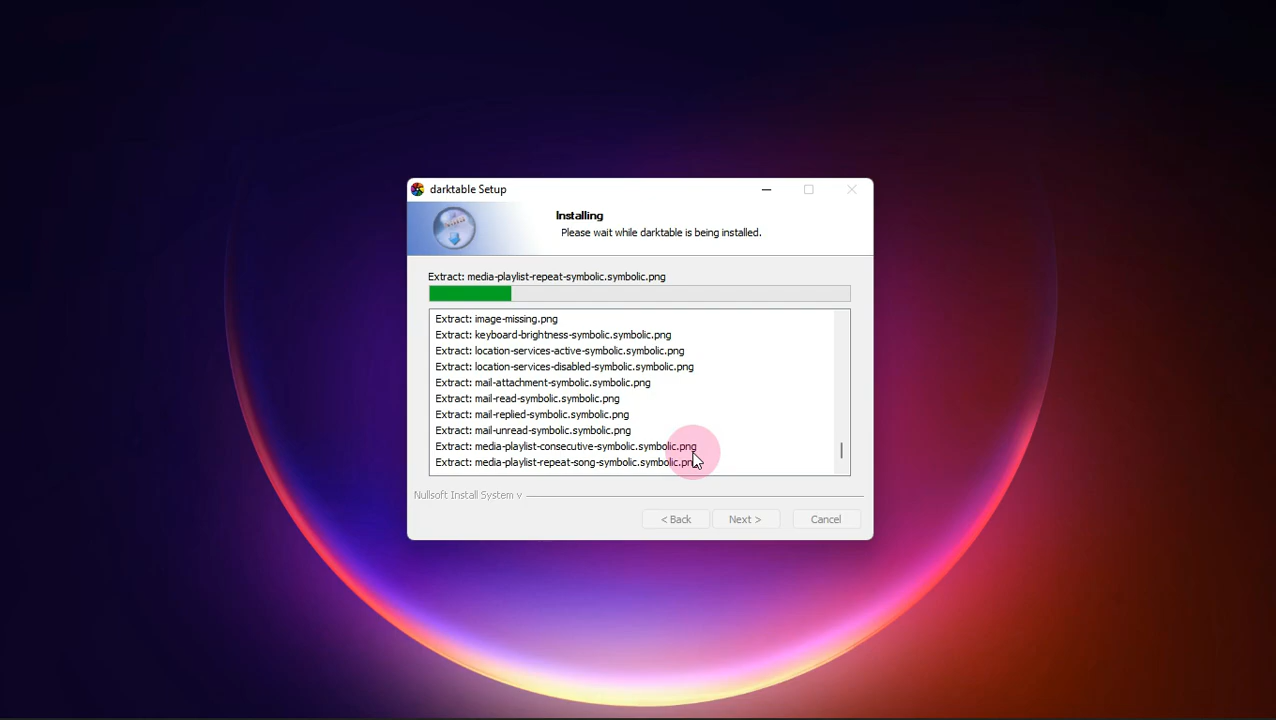 darktable Setup
Installing
Please wait while darktable is being installed.
Extract: media-playlist-repeat-symbolic.symbolic.png
Extract: image-missing.png
Extract: keyboard-brightness-symbolic.symbolic.png
Extract: location-services-active-symbolic.symbolic.png
Extract: location-services-disabled-symbolic.symbolic.png
Extract: mail-attachment-symbolic.symbolic.png
Extract: mail-read-symbolic.symbolic.png
Extract: mail-replied-symbolic.symbolic.png
Extract: mail-unread-symbolic.symbolic.png
Extract: media-playlist-consecutive-symbolic.symbolic.png
Extract: media-playlist-repeat-song-symbolic.symbolic.png
Nullsoft Install System v
< Back Next > Cancel